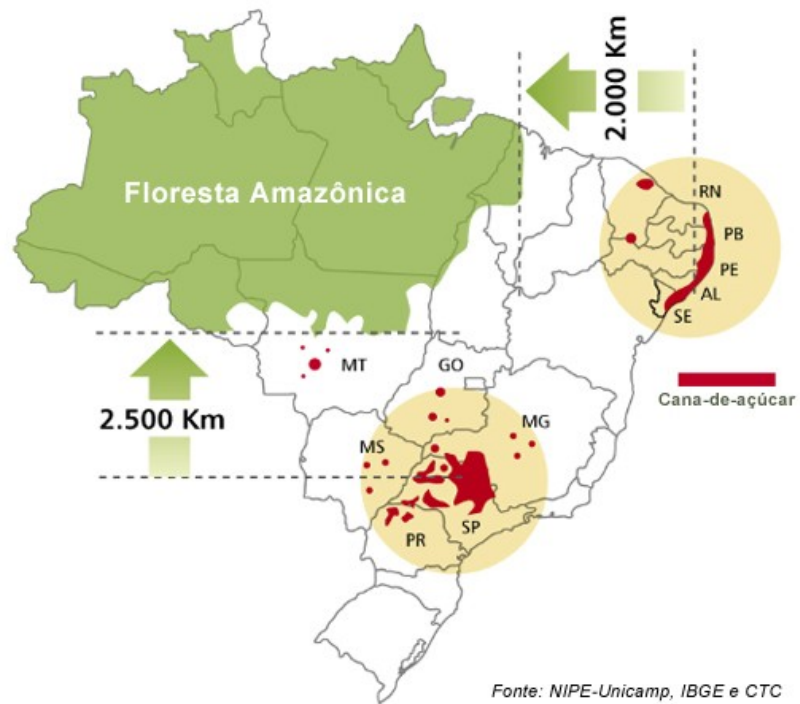 2.000 Km
Floresta Amazônica
RN
PB
PE
AL
SE
MT
GO
2.500 Km
Cana-de-açúcar
MG
MS
SP
PR
Fonte: NIPE-Unicamp, IBGE e CTC